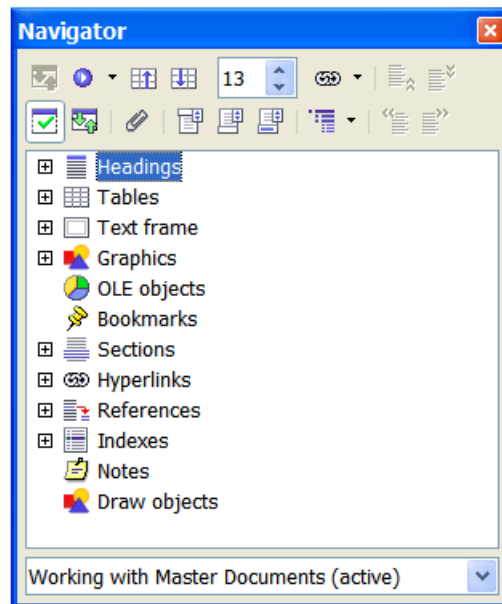 Navigator
13
Headings
Tables
Text frame
Graphics
OLE objects
Bookmarks
Sections
Hyperlinks
References
Indexes
Notes
Draw objects
Working with Master Documents (active)